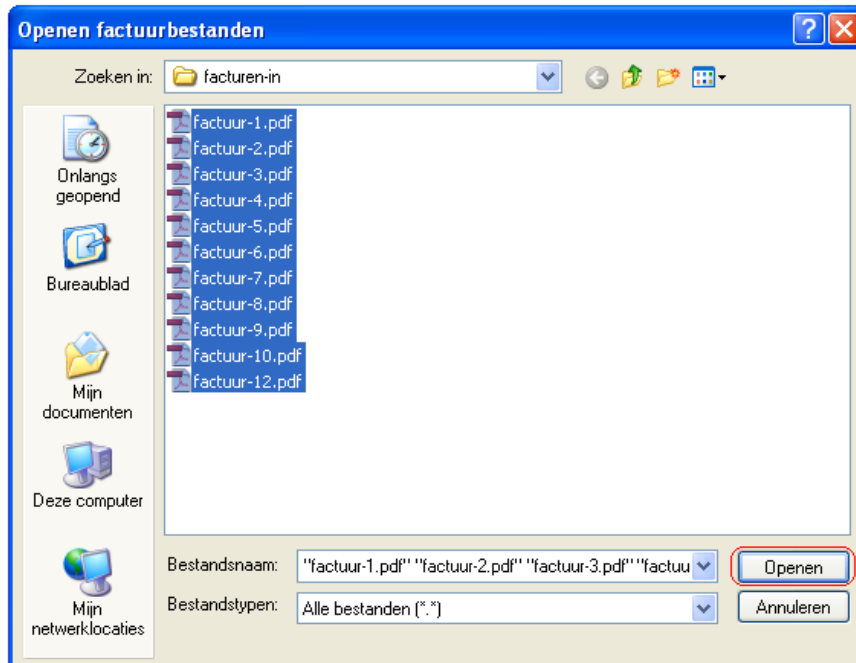 Openen factuurbestanden
Zoeken in: facturen-in
Onlangs
geopend
Bureaublad
Mijn
documenten
Deze computer
Mijn
netwerklocaties
factuur-1.pdf
factuur-2.pdf
factuur-3.pdf
factuur-4.pdf
factuur-5.pdf
factuur-6.pdf
factuur-7.pdf
factuur-8.pdf
factuur-9.pdf
factuur-10.pdf
factuur-12.pdf
Bestandsnaam: "factuur-1.pdf" "factuur-2.pdf" "factuur-3.pdf" "factuu Openen
Bestandstypen: Alle bestanden (*.*) Annuleren